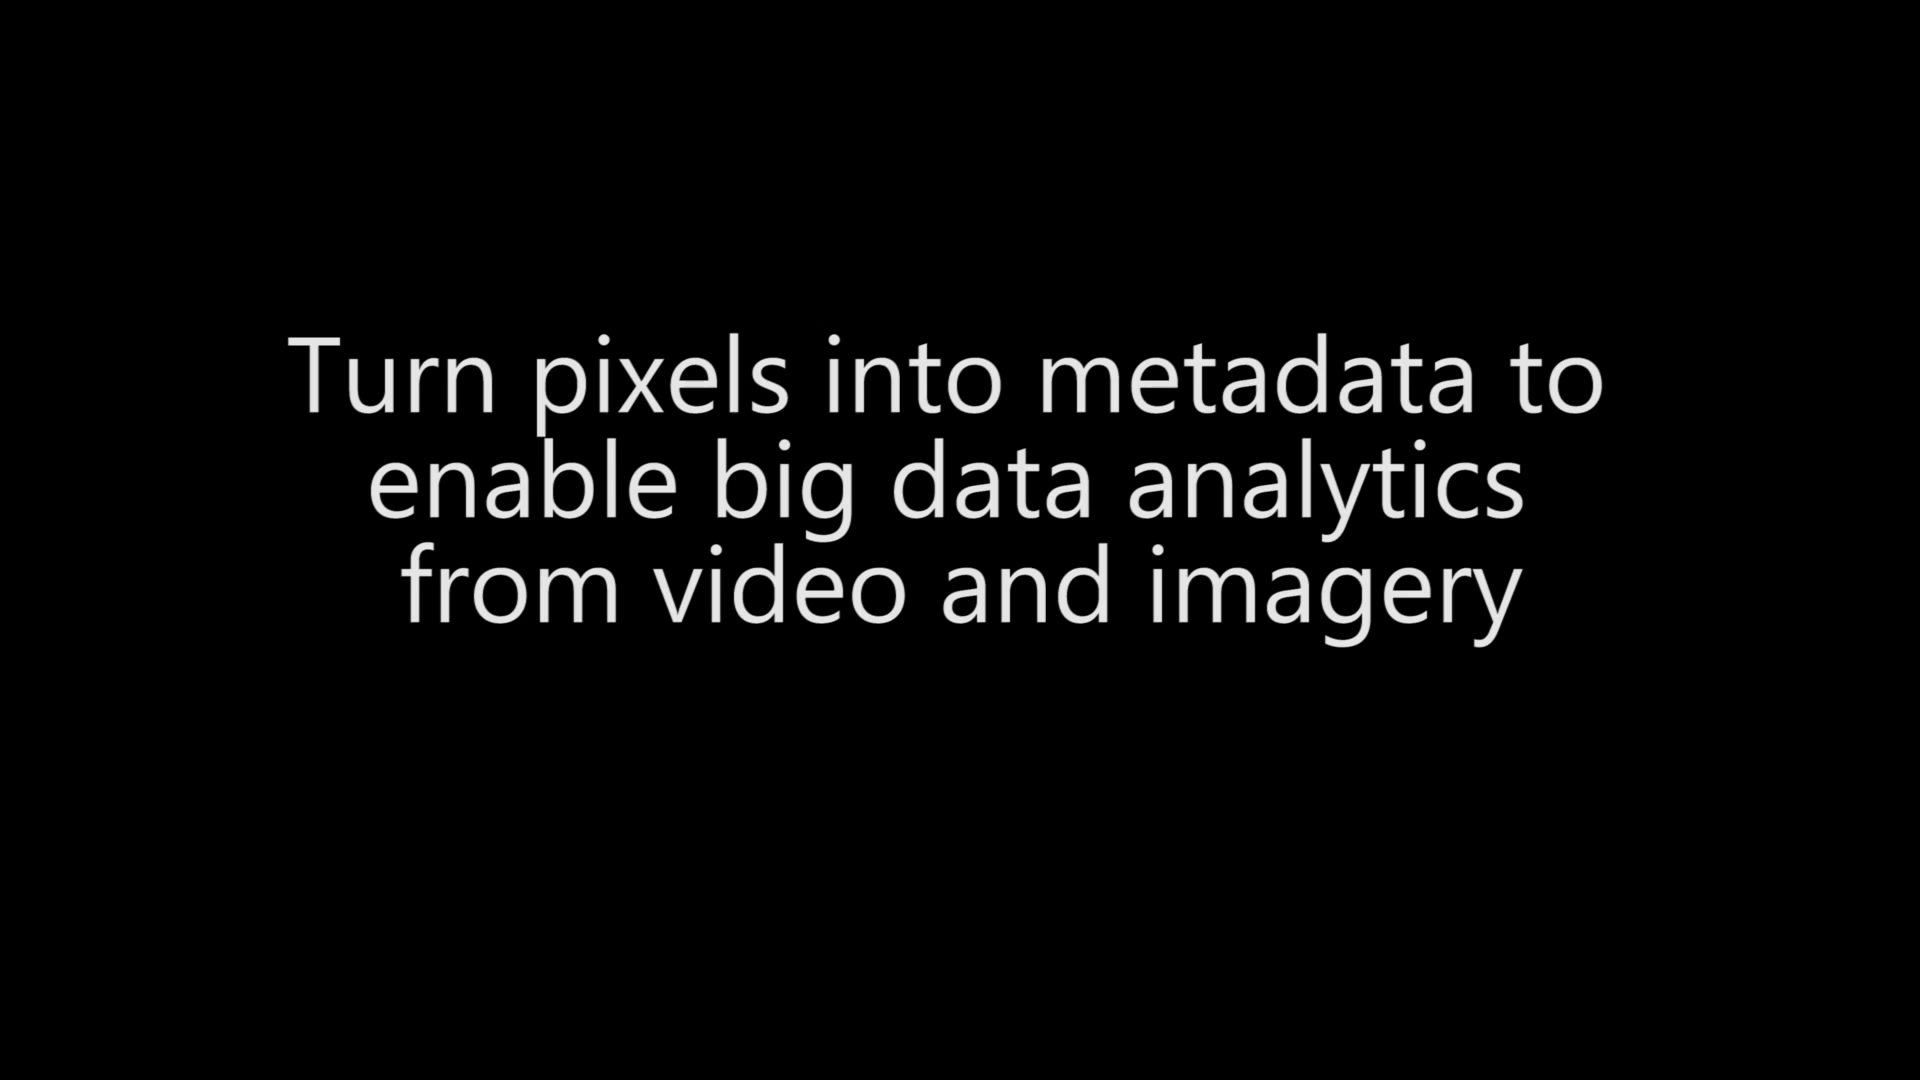 Turn pixels into metadata to
enable big data analytics
from video and imagery